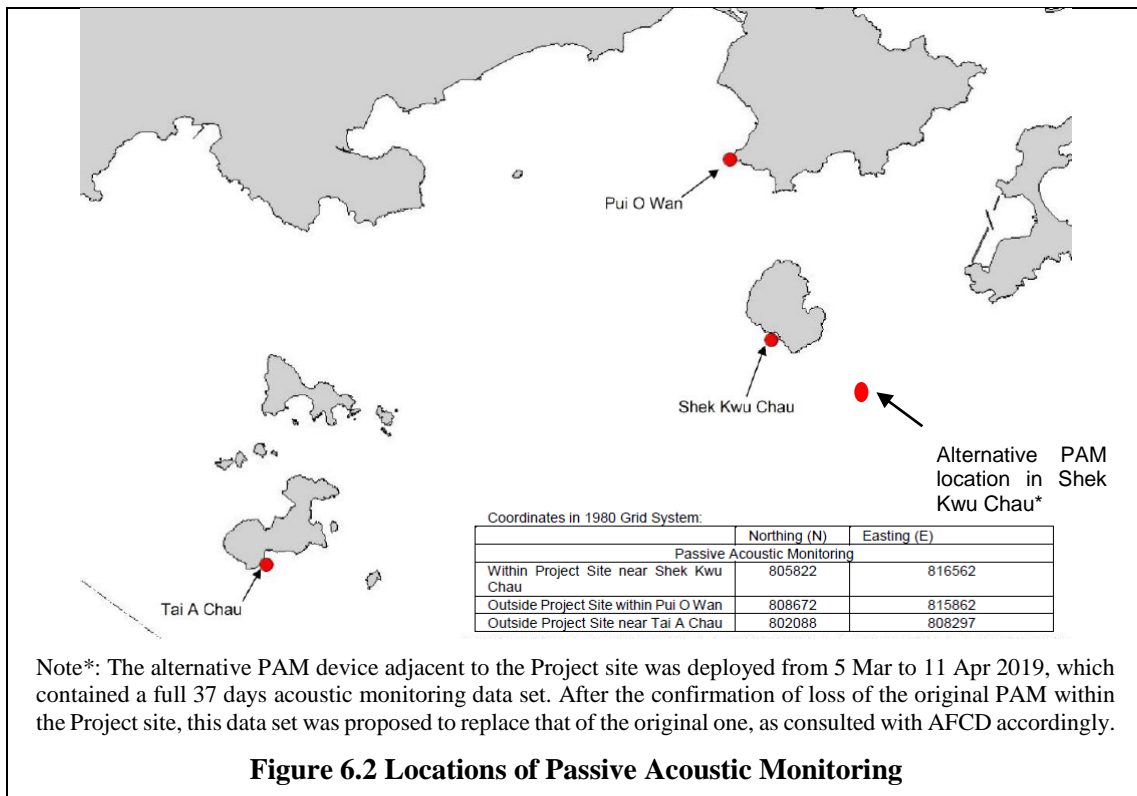 Pui O Wan
Shek Kwu Chau
Alternative PAM
location in Shek
Kwu Chau*
Tai A Chau
Coordinates in 1980 Grid System:
Northing (N) Easting (E)
Passive Acoustic Monitoring
Within Project Site near Shek Kwu 805822 816562
Chau
Outside Project Site within Pui O Wan 808672 815862
Outside Project Site near Tai A Chau 802088 808297
Note*: The alternative PAM device adjacent to the Project site was deployed from 5 Mar to 11 Apr 2019, which
contained a full 37 days acoustic monitoring data set. After the confirmation of loss of the original PAM within
the Project site, this data set was proposed to replace that of the original one, as consulted with AFCD accordingly.
Figure 6.2 Locations of Passive Acoustic Monitoring